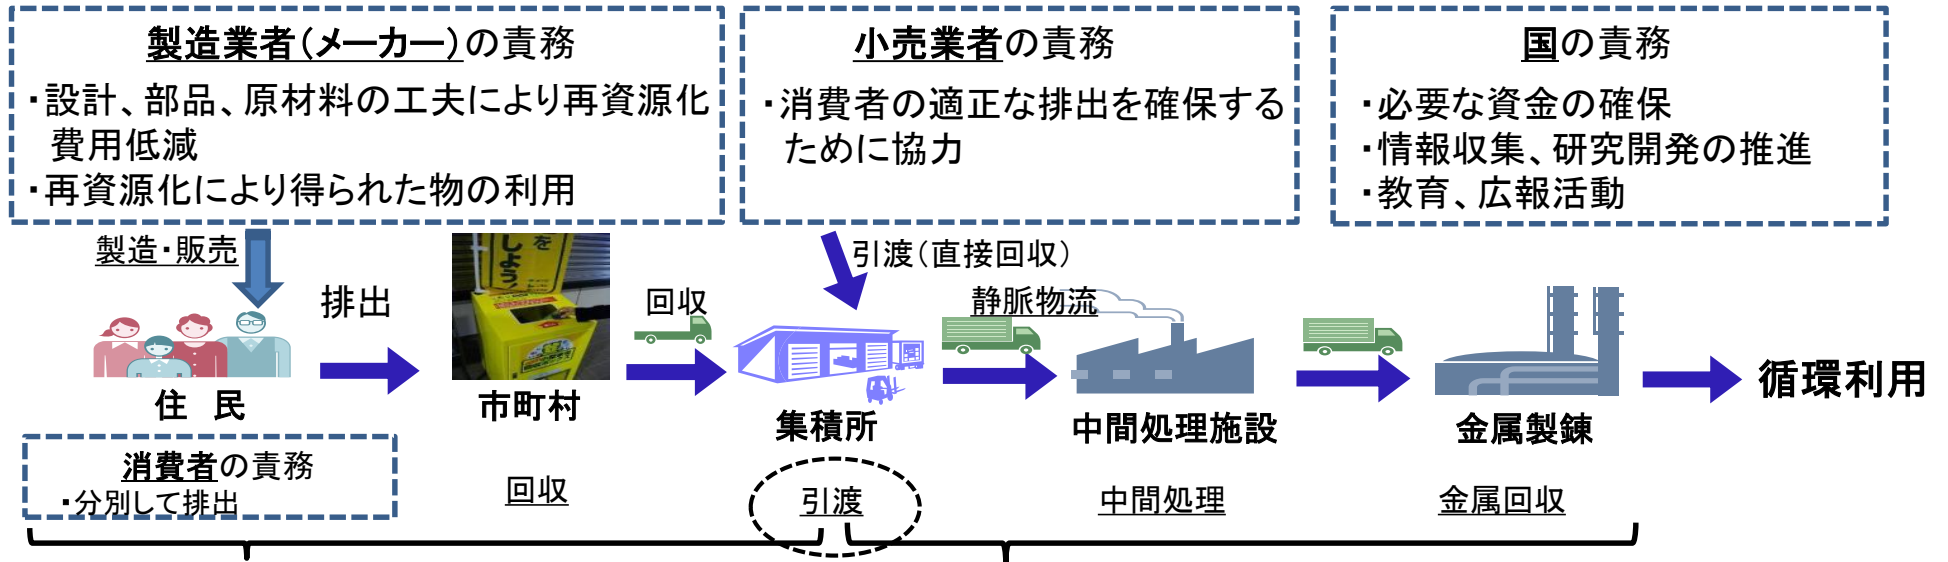 製造業者（メーカー）の責務
・設計、部品、原材料の工夫により再資源化
費用低減
・再資源化により得られた物の利用
小売業者の責務
・消費者の適正な排出を確保する
ために協力
国の責務
・必要な資金の確保
・情報収集、研究開発の推進
・教育、広報活動
製造・販売
排出
を
しよう！
回収
引渡（直接回収）
静脈物流
住　民
市町村
集積所
中間処理施設
金属製錬
循環利用
消費者の責務
・分別して排出
回収
引渡
中間処理
金属回収